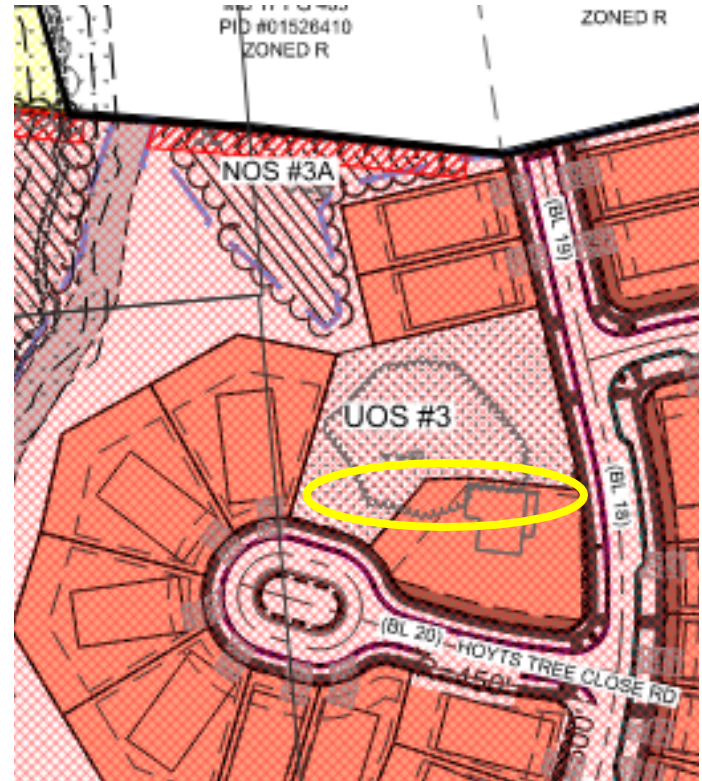 PID #01526410
ZONED R
ZONED R
NOS #3A
(BL 19)
UOS #3
(BL 18)
(BL 20)
HOYTS TREE CLOSE RD